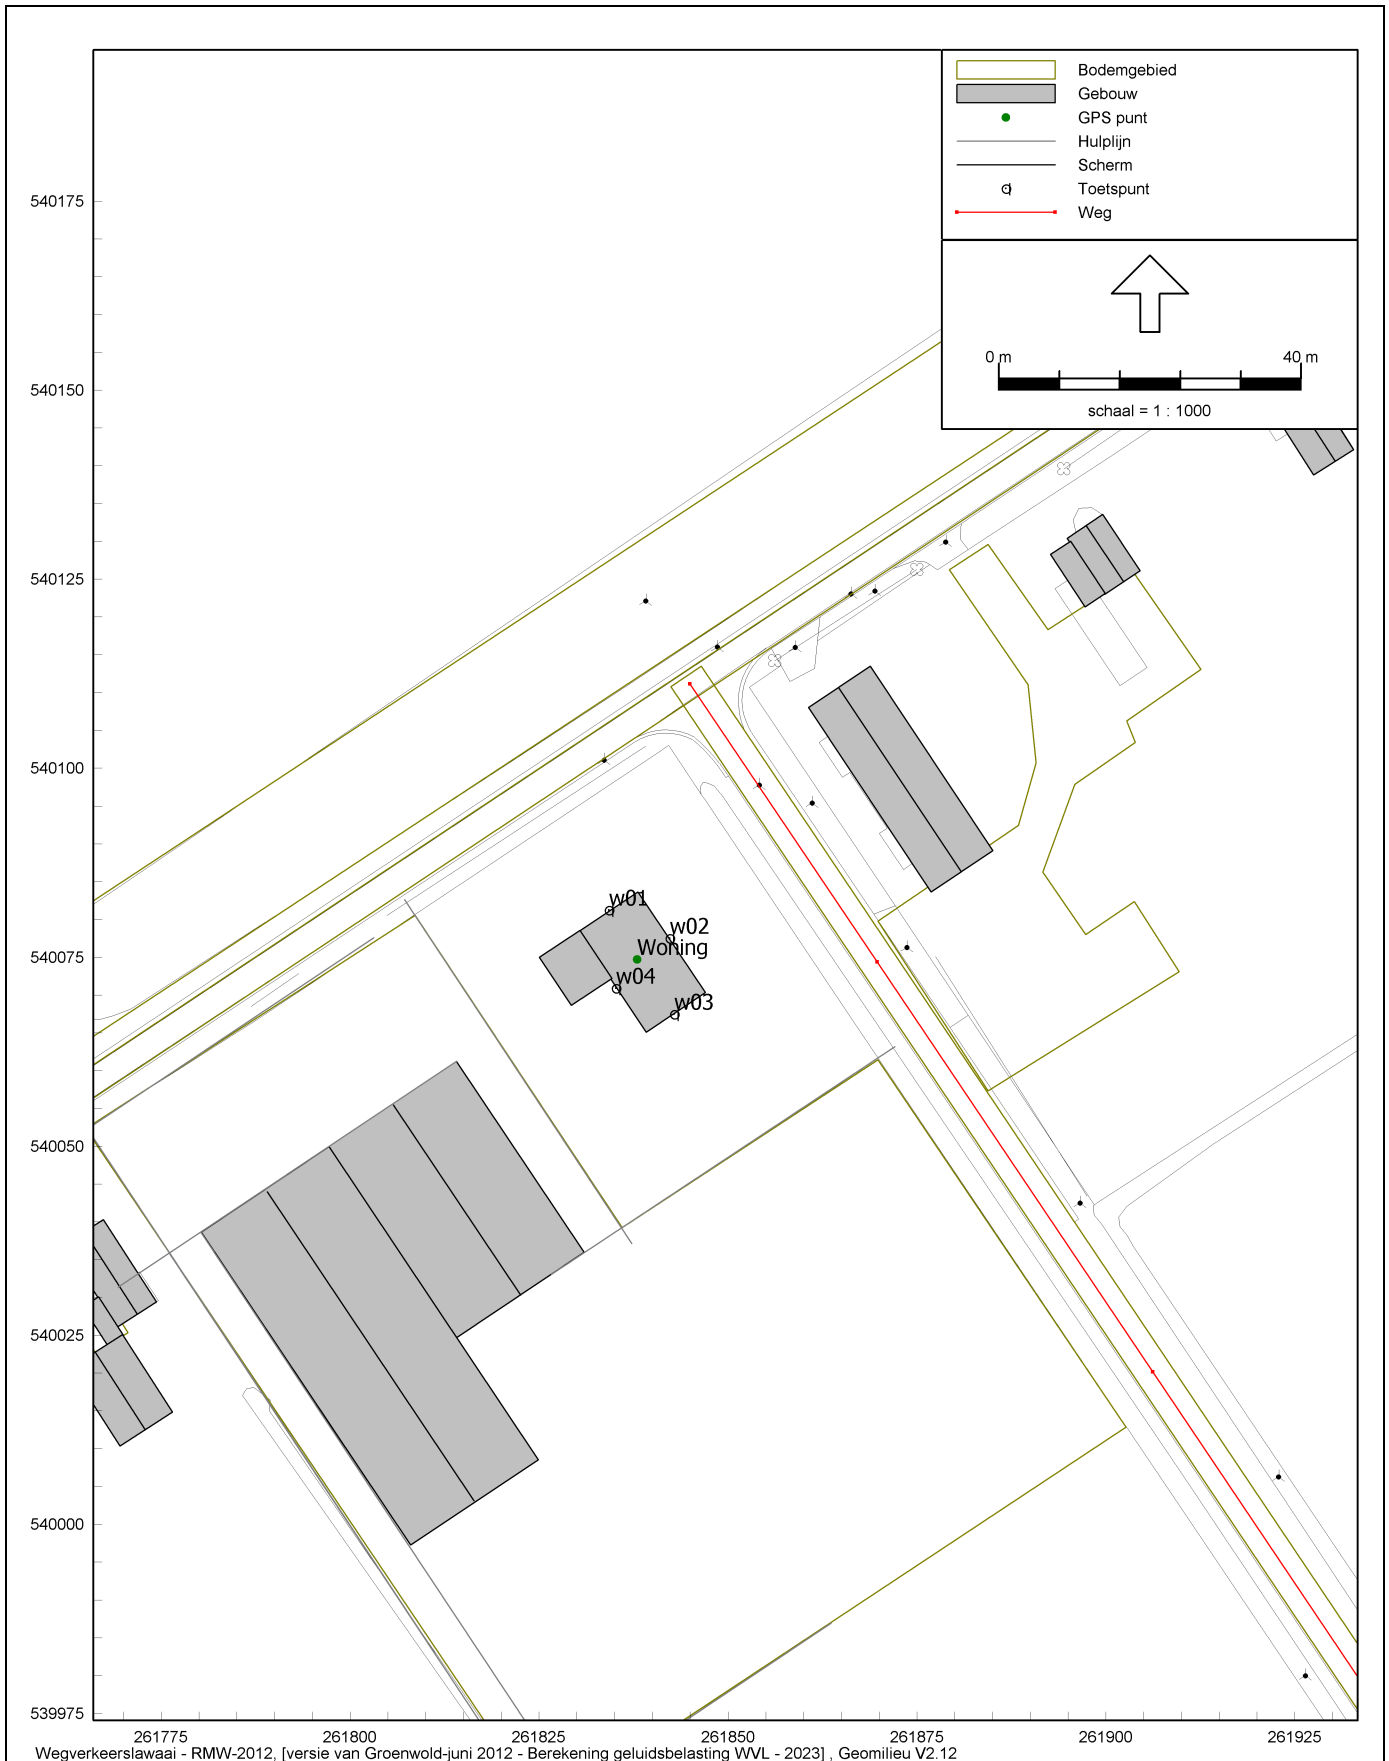 Bodemgebied
Gebouw
GPS punt
Hulplijn
Scherm
Toetspunt
Weg
0 m 40 m
schaal = 1 : 1000
540175
540150
540125
540100
540075
540050
540025
540000
539975
w01
w02
Woning
w04
w03
261775 261800 261825 261850 261875 261900 261925
Wegverkeerslawaai - RMW-2012, [versie van Groenwold-juni 2012 - Berekening geluidsbelasting WVL - 2023] , Geomilieu V2.12